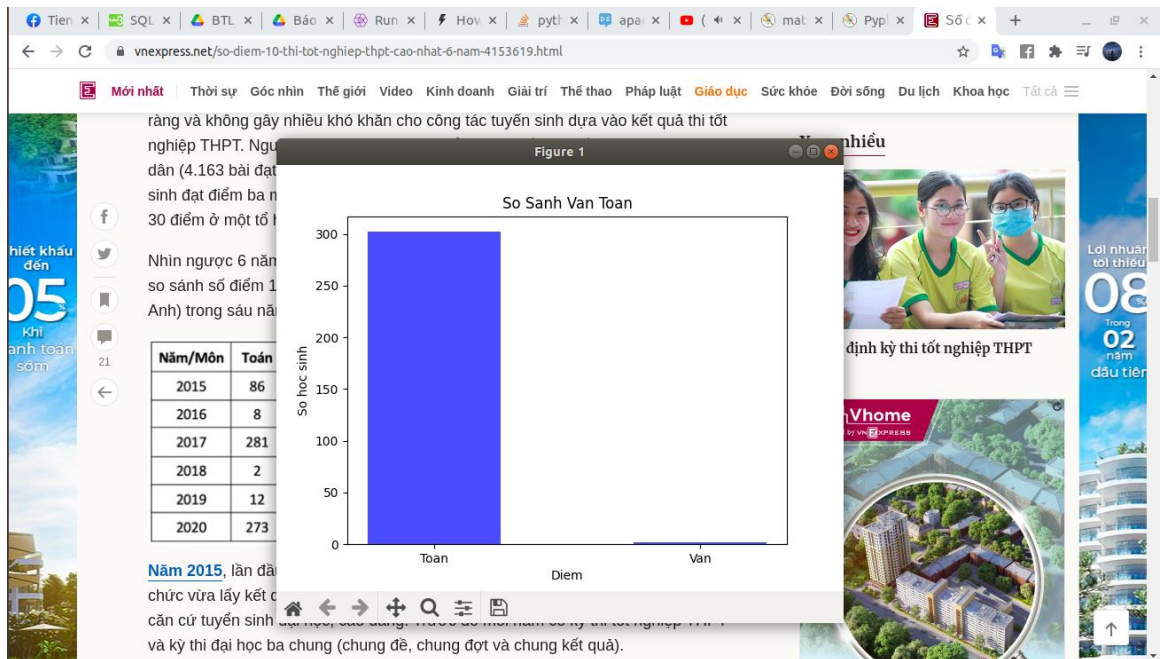 Tien
SQL
BTL
Báo
Run
How
pyth
apac
mat
Pypl
Số đ
vnexpress.net/so-diem-10-thi-tot-nghiep-thpt-cao-nhat-6-nam-4153619.html
Mới nhất Thời sự Góc nhìn Thế giới Video Kinh doanh Giải trí Thể thao Pháp luật Giáo dục Sức khỏe Đời sống Du lịch Khoa học Tất cả
ràng và không gây nhiều khó khăn cho công tác tuyển sinh dựa vào kết quả thi tốt
nghiệp THPT. Ngu
dân (4.163 bài đạt
sinh đạt điểm ba m
30 điểm ở một tổ h
Nhìn ngược 6 năm
so sánh số điểm 1
Anh) trong sáu nă
21
Năm/Môn Toán
2015 86
2016 8
2017 281
2018 2
2019 12
2020 273
Năm 2015, lần đầ
chức vừa lấy kết q
căn cứ tuyển sinh
và kỳ thi đại học ba chung (chung đề, chung đợt và chung kết quả).
Figure 1
So Sanh Van Toan
300
250
200
150
100
50
0
So hoc sinh
Toan Van
Diem
nhiều
định kỳ thi tốt nghiệp THPT
Vhome
by VNEXPRESS
hiết khấu
đến
05%
Khi
anh toán
sớm
Lợi nhuận
tối thiểu
08%
Trong
02
năm
đầu tiên